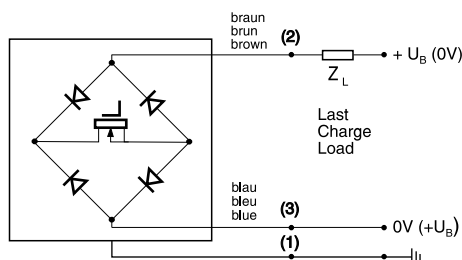 braun
brun
brown
(2)
+ U_B (0V)
Z_L
Last
Charge
Load
blau
bleu
blue
(3)
0V (+U_B)
(1)